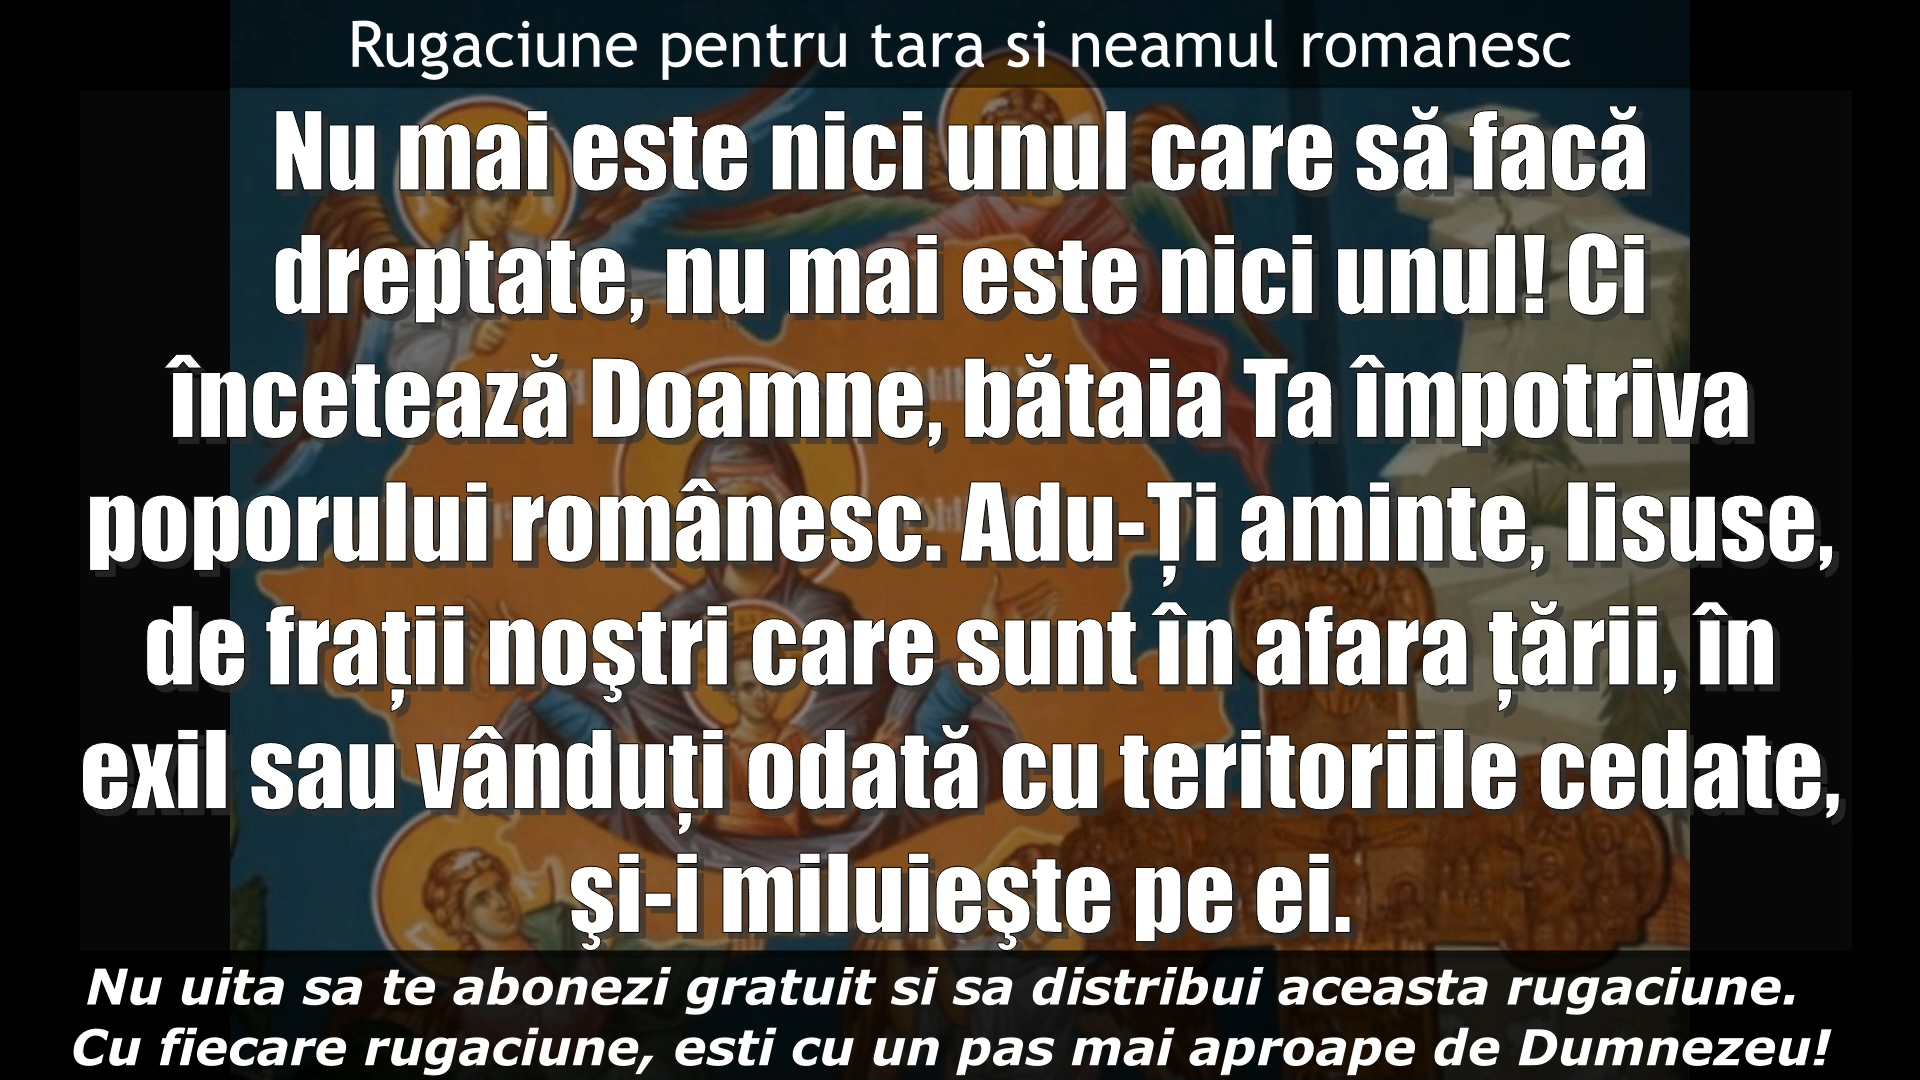 Rugaciune pentru tara si neamul romanesc
Nu mai este nici unul care să facă
dreptate, nu mai este nici unul! Ci
încetează Doamne, bătaia Ta împotriva
poporului românesc. Adu-Ți aminte, Iisuse,
de frații noştri care sunt în afara țării, în
exil sau vânduți odată cu teritoriile cedate,
şi-i miluieşte pe ei.
Nu uita sa te abonezi gratuit si sa distribui aceasta rugaciune.
Cu fiecare rugaciune, esti cu un pas mai aproape de Dumnezeu!